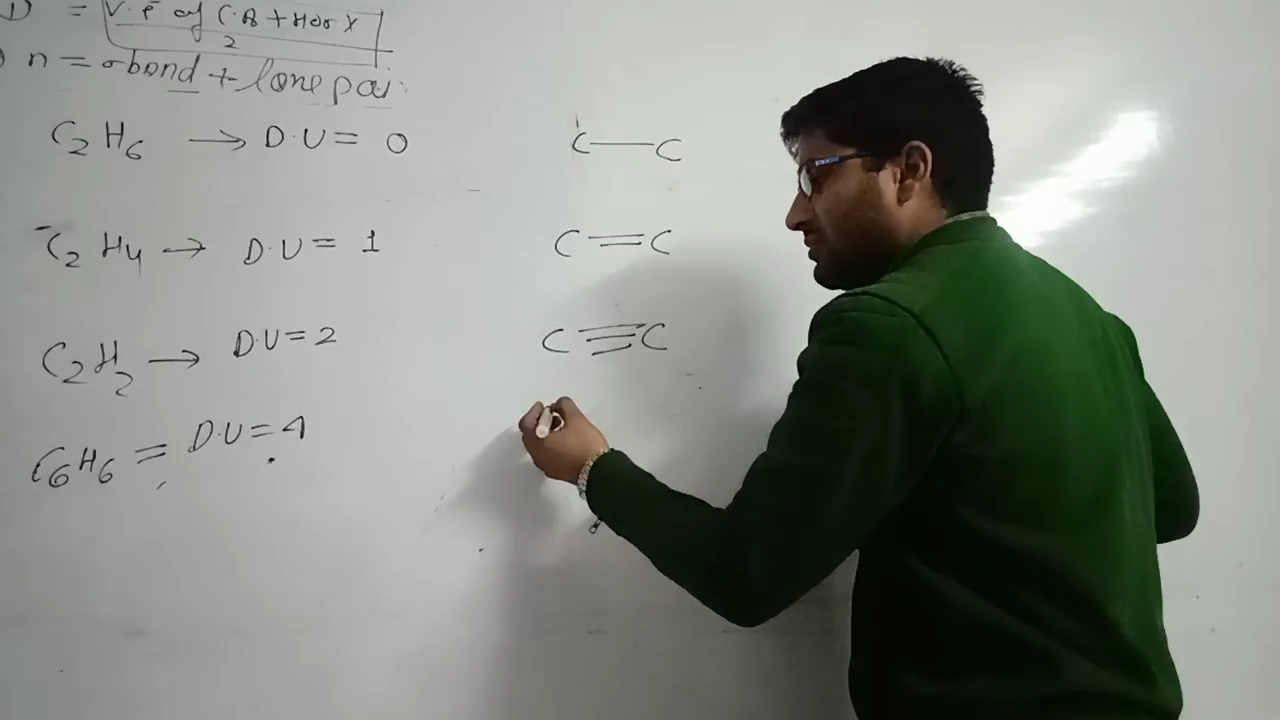 = V.P of C.A + H or X
2
n = σ bond + lone pai
C2H6 → D.U = 0
C — C
C2H4 → D.U = 1
C = C
C2H2 → D.U = 2
C ≡ C
C6H6 = D.U = 4